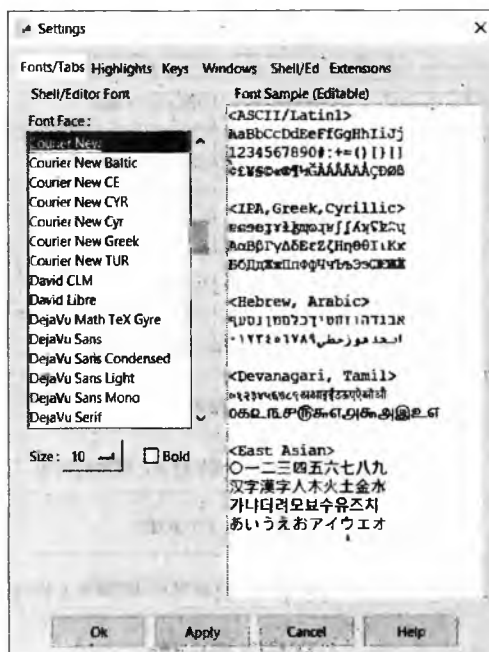 Settings
Fonts/Tabs Highlights Keys Windows Shell/Ed Extensions
Shell/Editor Font
Font Face :
Courier New
Courier New Baltic
Courier New CE
Courier New CYR
Courier New Cyr
Courier New Greek
Courier New TUR
David CLM
David Libre
DejaVu Math TeX Gyre
DejaVu Sans
DejaVu Sans Condensed
DejaVu Sans Light
DejaVu Sans Mono
DejaVu Serif
Size: 10
Bold
Font Sample (Editable)
<ASCII/Latin1>
AaBbCcDdEeFfGgHhIiJj
1234567890#:+=(){}[]
<IPA,Greek,Cyrillic>
ΑαΒβΓγΔδΕεΖζΗηΘθΙιΚκ
<Hebrew, Arabic>
אבגדהוזחטיךכלםמןנסעף
<Devanagari, Tamil>
<East Asian>
〇一二三四五六七八九
汉字漢字人木火土金水
가냐더려모뵤수유즈치
あいうえおアイウエオ
Ok Apply Cancel Help